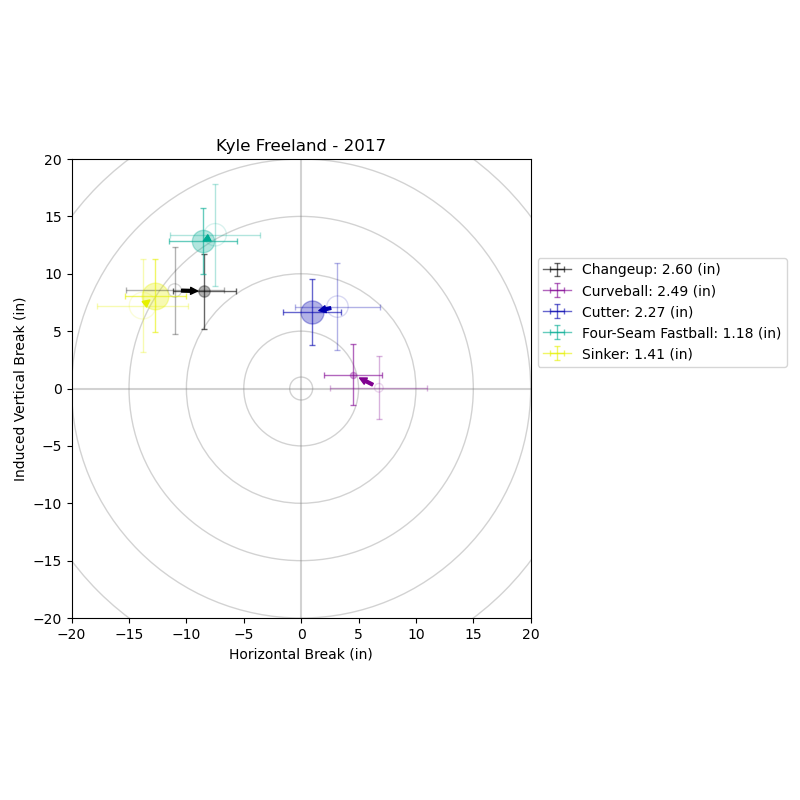 Kyle Freeland - 2017
20
15
10
5
0
−5
−10
−15
−20
Induced Vertical Break (in)
−20 −15 −10 −5 0 5 10 15 20
Horizontal Break (in)
Changeup: 2.60 (in)
Curveball: 2.49 (in)
Cutter: 2.27 (in)
Four-Seam Fastball: 1.18 (in)
Sinker: 1.41 (in)